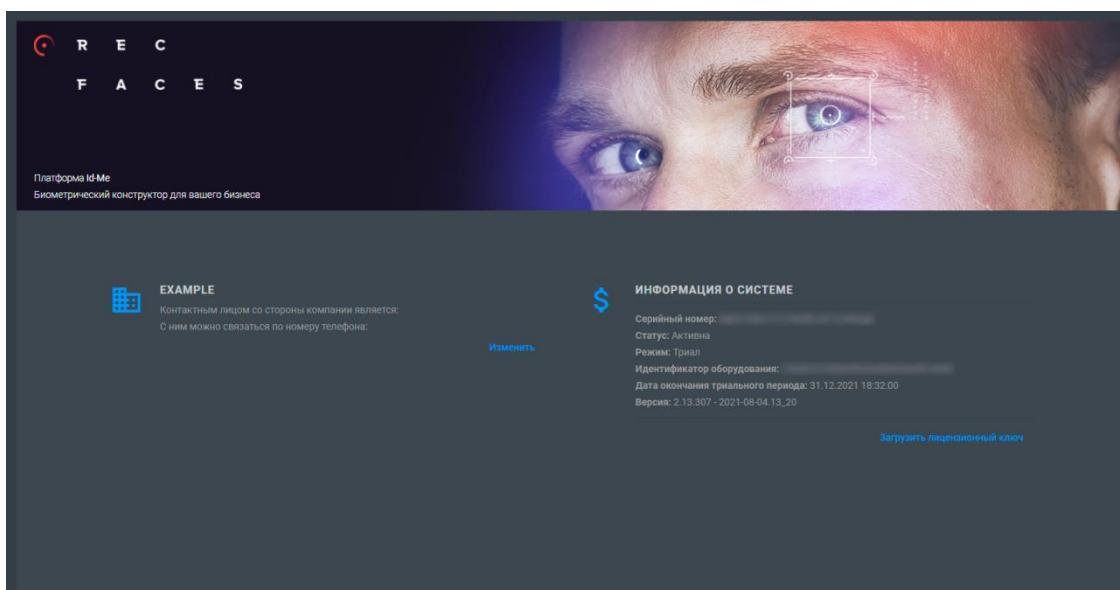 REC
FACES
Платформа Id-Me
Биометрический конструктор для вашего бизнеса
EXAMPLE
Контактным лицом со стороны компании является:
С ним можно связаться по номеру телефона:
Изменить
ИНФОРМАЦИЯ О СИСТЕМЕ
Серийный номер:
Статус: Активна
Режим: Триал
Идентификатор оборудования:
Дата окончания триального периода: 31.12.2021 18:32:00
Версия: 2.13.307 - 2021-08-04.13_20
Загрузить лицензионный ключ